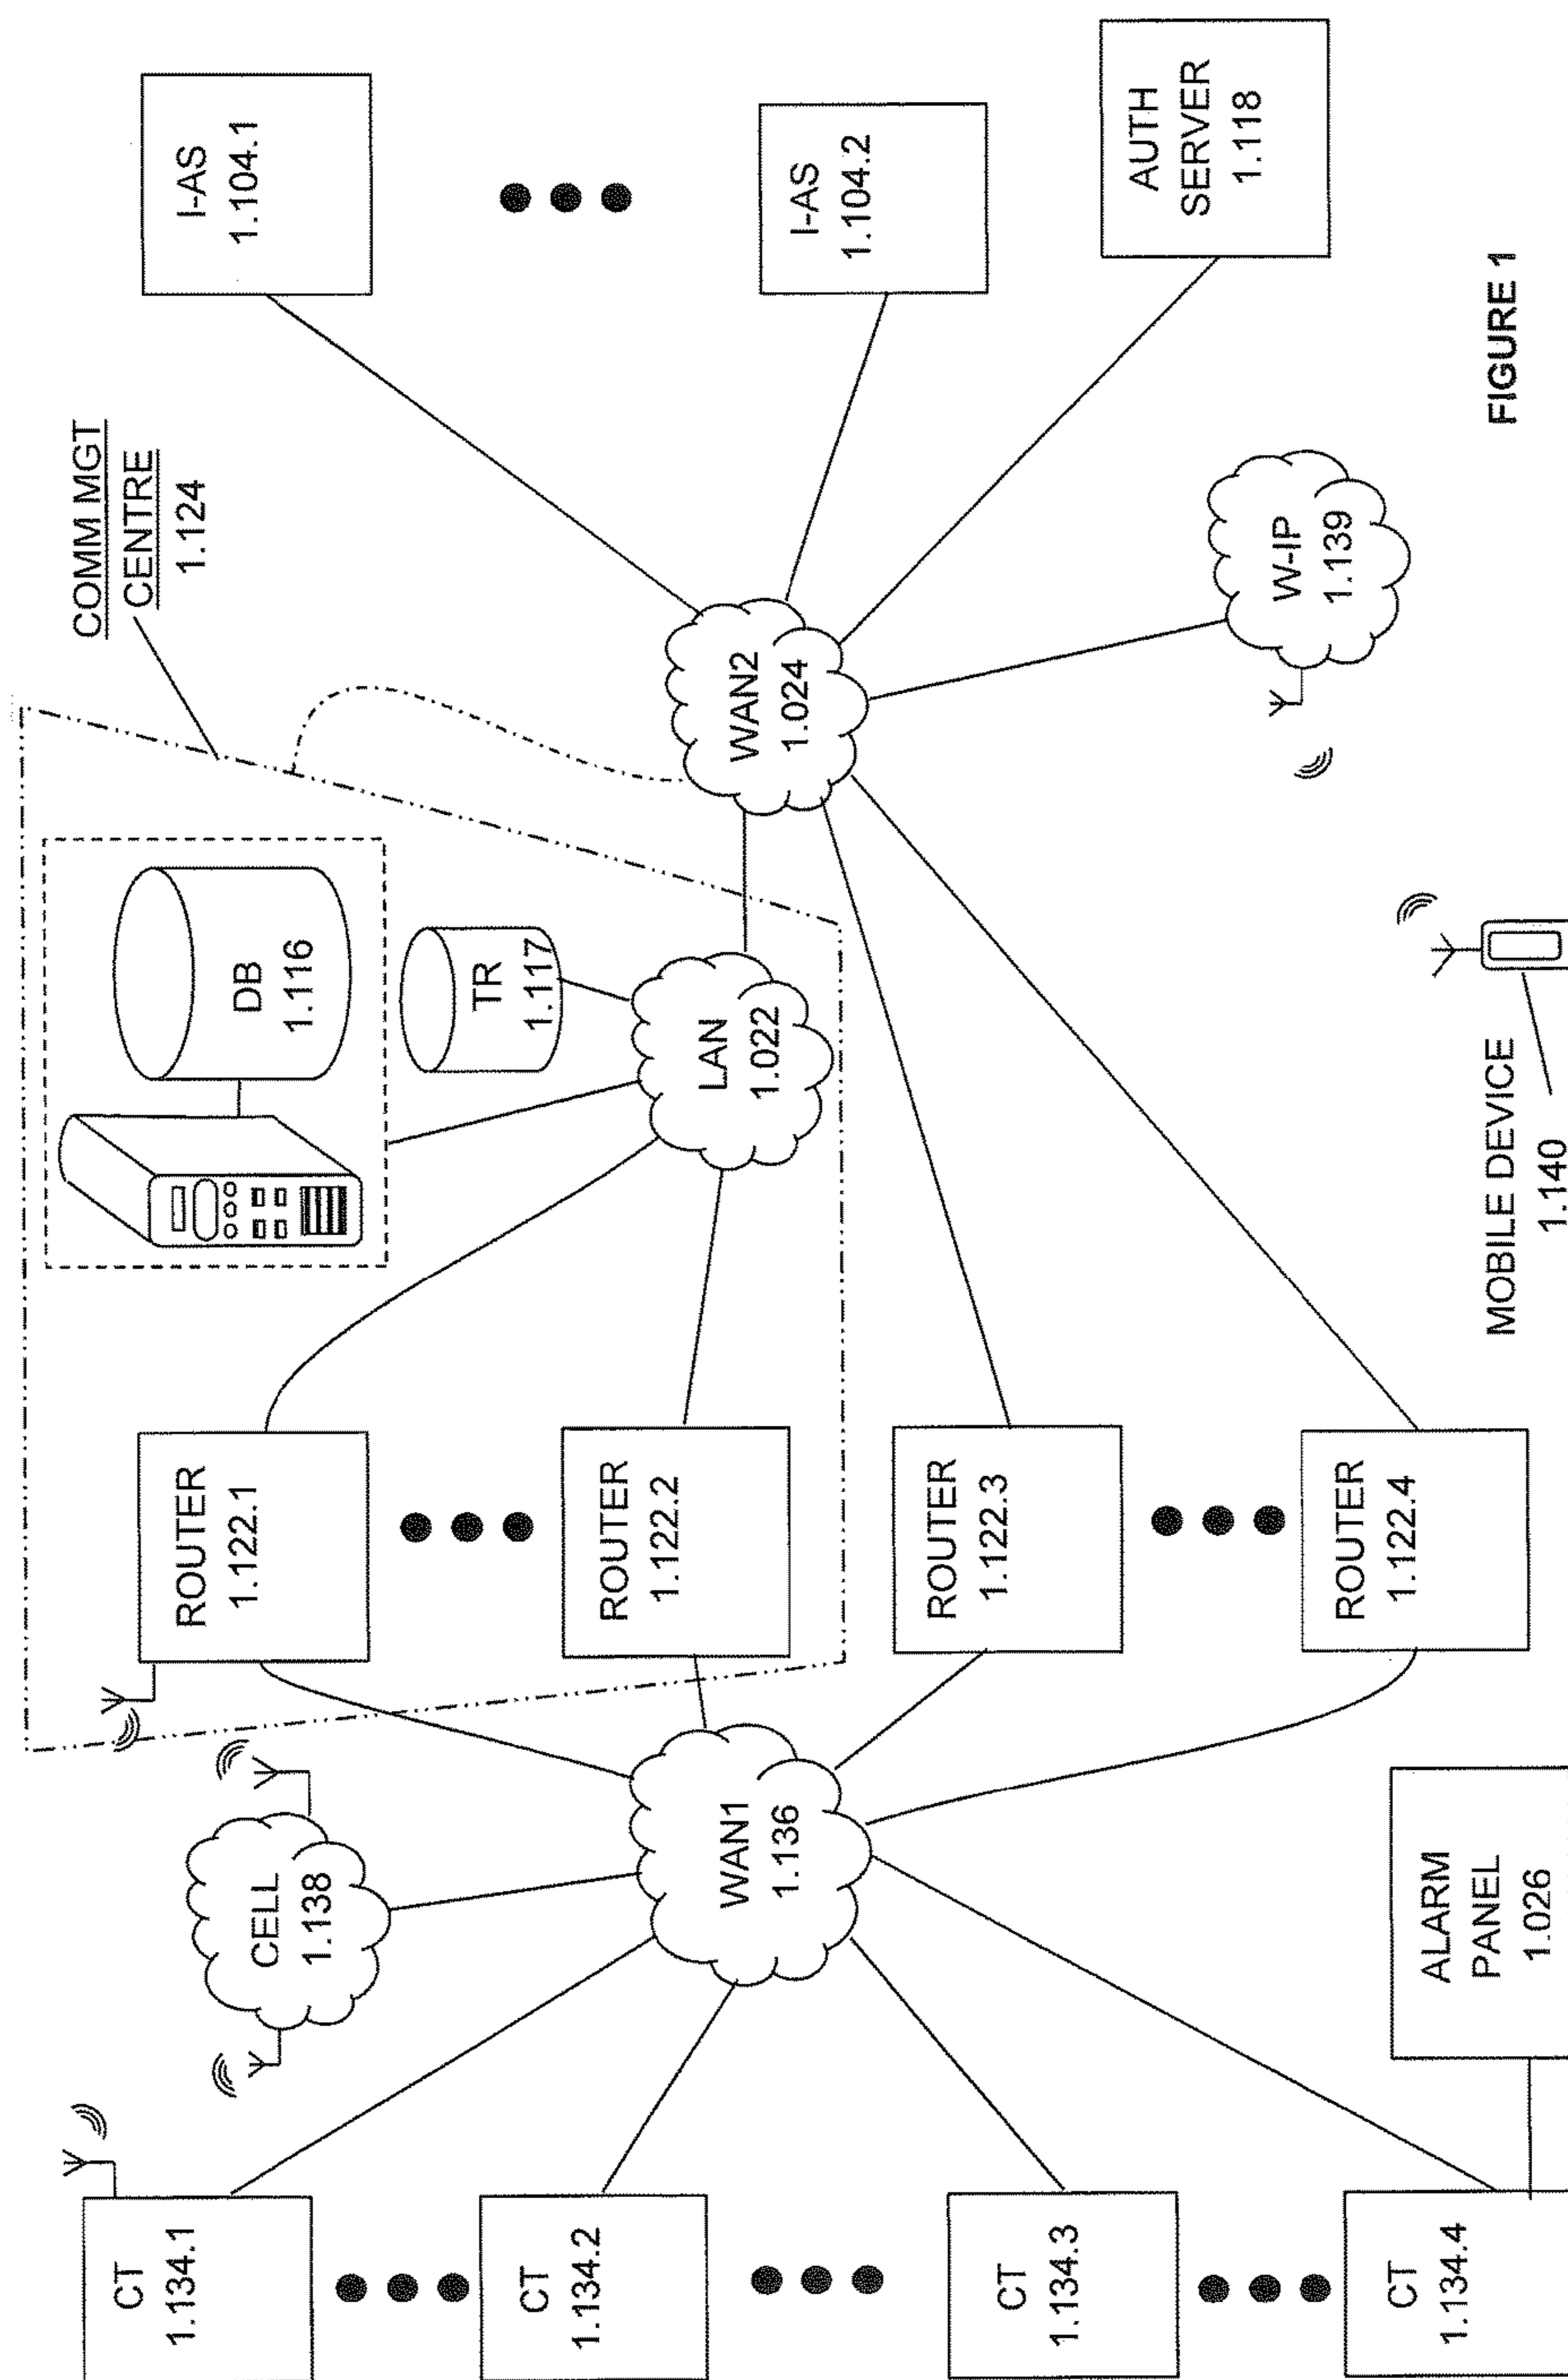 COMM MGT
CENTRE
1.124
CT
1.134.1
CELL
1.138
ROUTER
1.122.1
DB
1.116
TR
1.117
I-AS
1.104.1
CT
1.134.2
WAN1
1.136
ROUTER
1.122.2
LAN
1.022
WAN2
1.024
I-AS
1.104.2
CT
1.134.3
ROUTER
1.122.3
W-IP
1.139
AUTH
SERVER
1.118
CT
1.134.4
ALARM
PANEL
1.026
ROUTER
1.122.4
MOBILE DEVICE
1.140
FIGURE 1